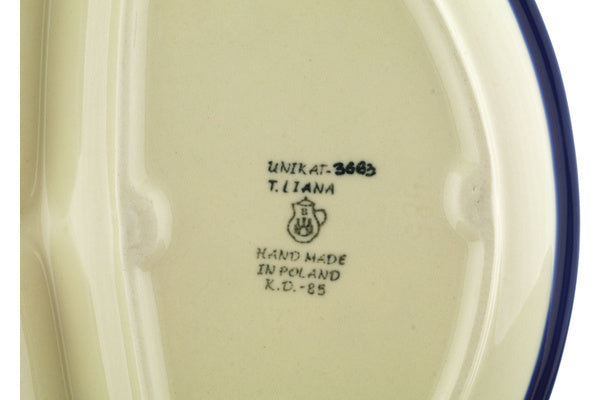 UNIKAT-3663
T.LIANA
B
HAND MADE
IN POLAND
K.D.-85